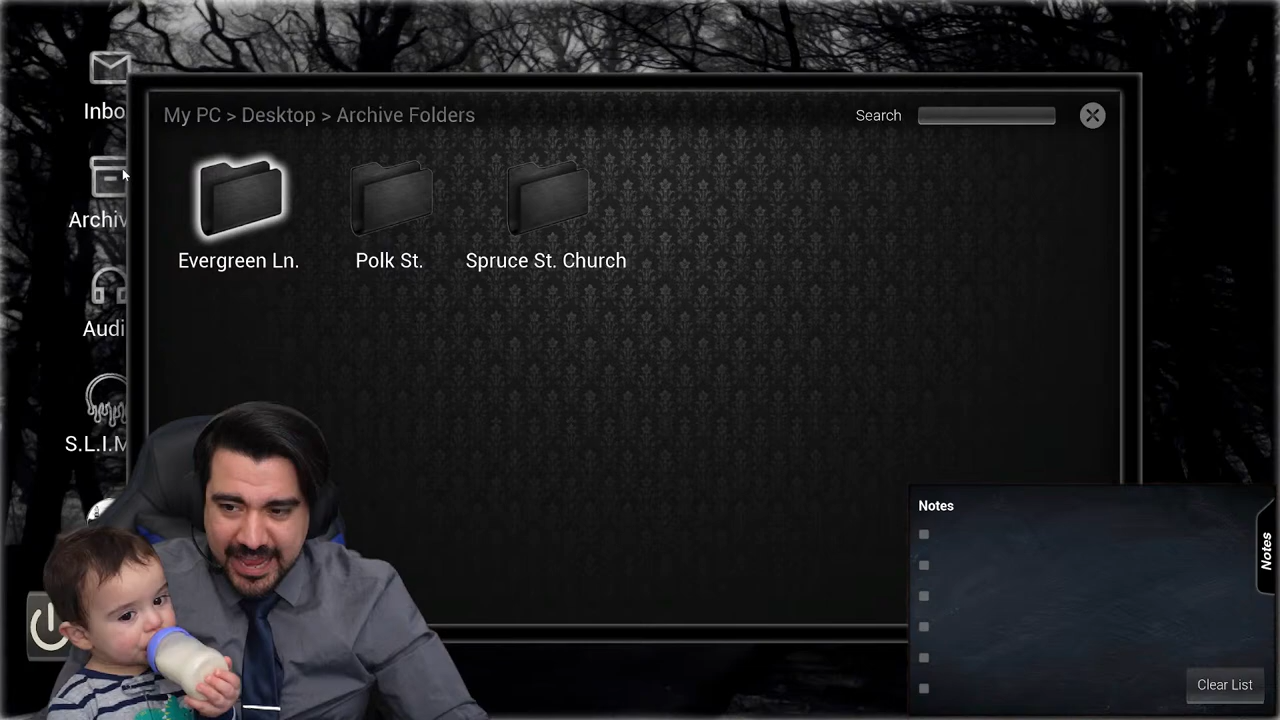 Inbo
My PC > Desktop > Archive Folders
Search
Archiv
Evergreen Ln.
Polk St.
Spruce St. Church
Audi
S.L.I.M
Notes
Notes
Clear List